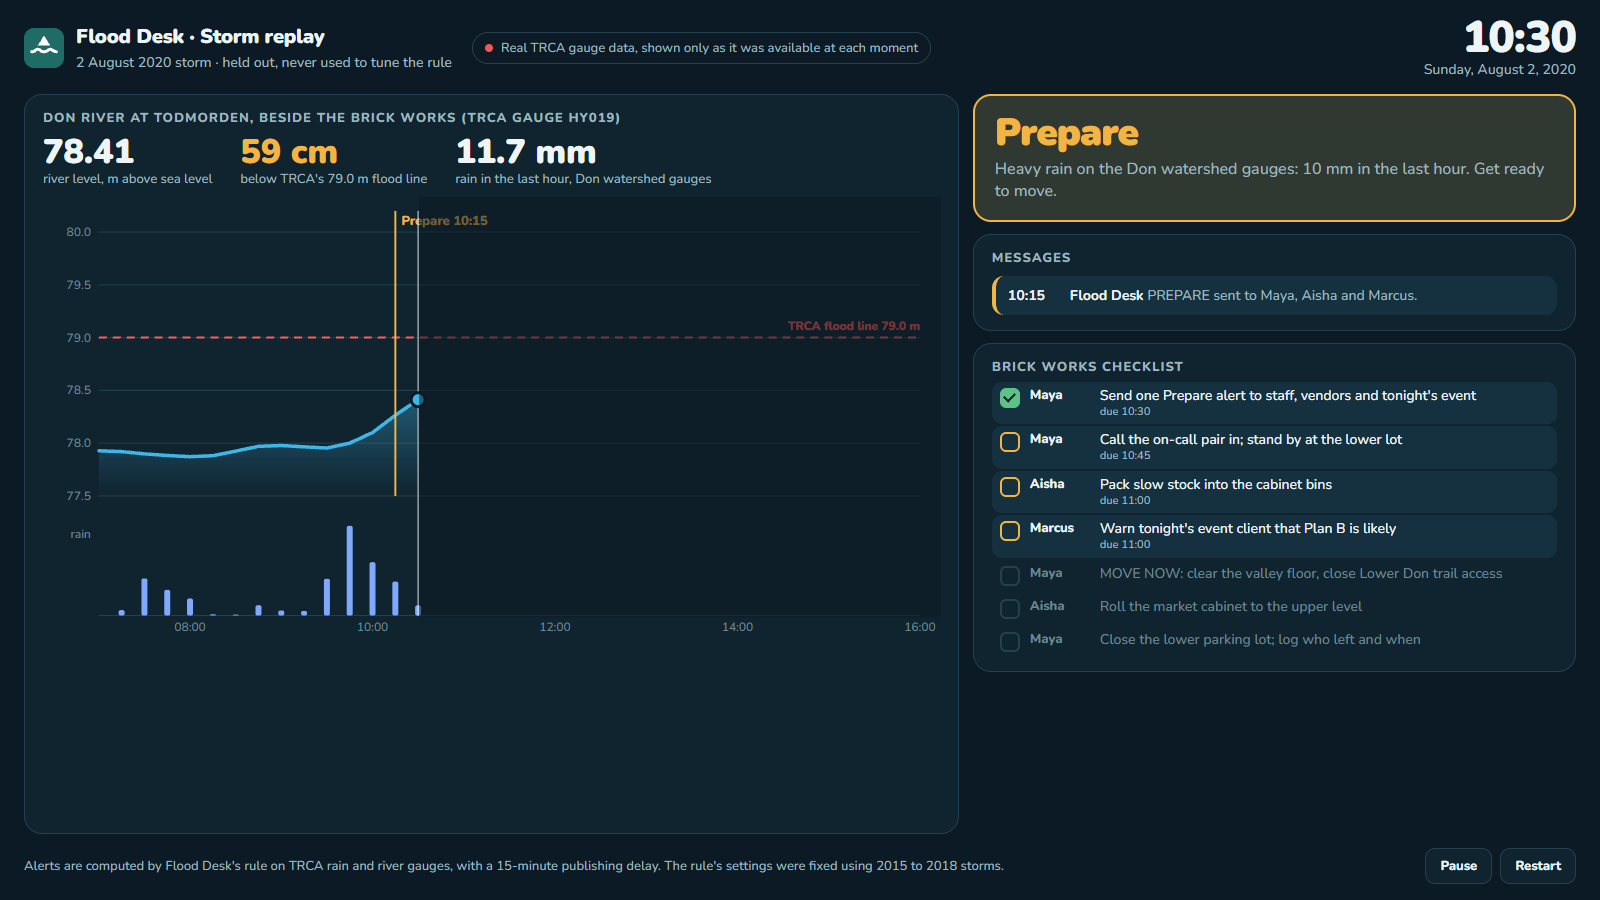 Flood Desk · Storm replay
2 August 2020 storm · held out, never used to tune the rule
Real TRCA gauge data, shown only as it was available at each moment
10:30
Sunday, August 2, 2020
DON RIVER AT TODMORDEN, BESIDE THE BRICK WORKS (TRCA GAUGE HY019)
78.41
river level, m above sea level
59 cm
below TRCA's 79.0 m flood line
11.7 mm
rain in the last hour, Don watershed gauges
Prepare 10:15
80.0
79.5
TRCA flood line 79.0 m
79.0
78.5
78.0
77.5
rain
08:00
10:00
12:00
14:00
16:00
Prepare
Heavy rain on the Don watershed gauges: 10 mm in the last hour. Get ready
to move.
MESSAGES
10:15 Flood Desk PREPARE sent to Maya, Aisha and Marcus.
BRICK WORKS CHECKLIST
Maya Send one Prepare alert to staff, vendors and tonight's event
due 10:30
Maya Call the on-call pair in; stand by at the lower lot
due 10:45
Aisha Pack slow stock into the cabinet bins
due 11:00
Marcus Warn tonight's event client that Plan B is likely
due 11:00
Maya MOVE NOW: clear the valley floor, close Lower Don trail access
Aisha Roll the market cabinet to the upper level
Maya Close the lower parking lot; log who left and when
Alerts are computed by Flood Desk's rule on TRCA rain and river gauges, with a 15-minute publishing delay. The rule's settings were fixed using 2015 to 2018 storms.
Pause
Restart